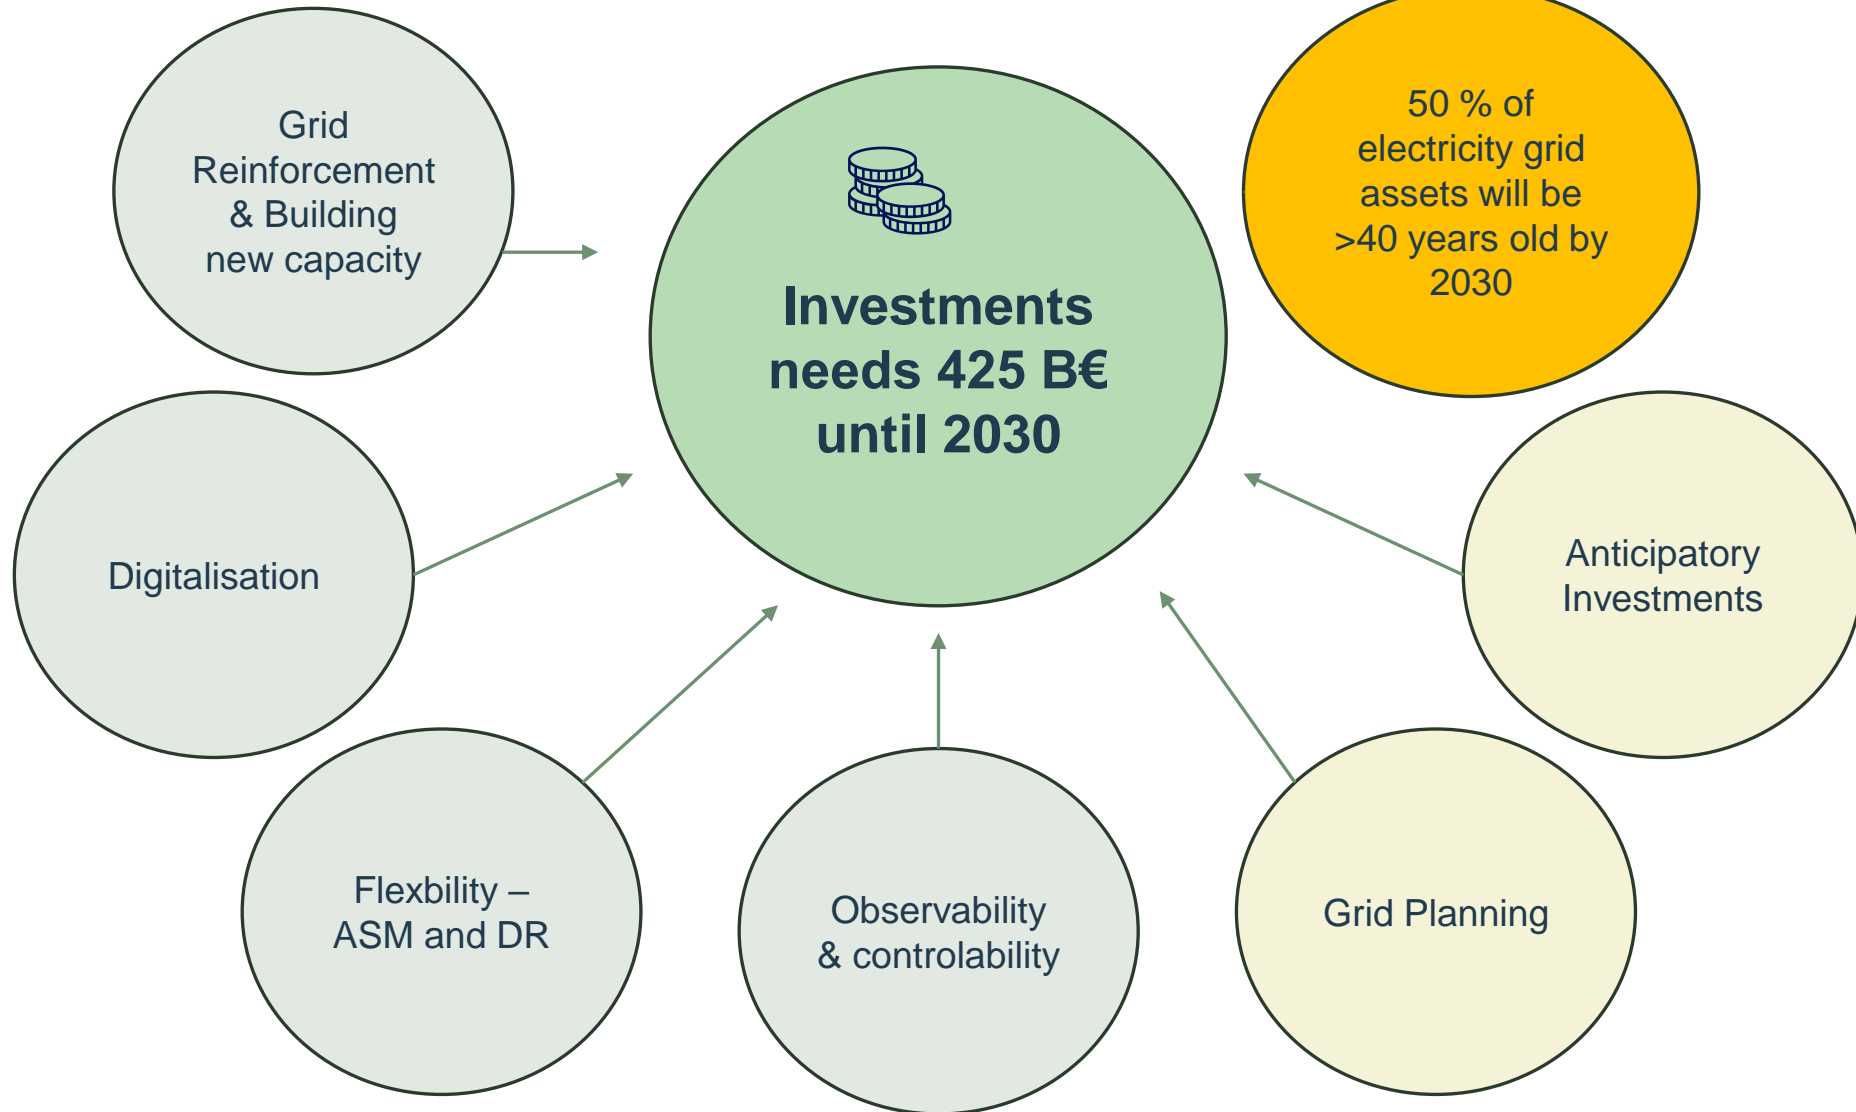 Grid
Reinforcement
& Building
new capacity
Investments
needs 425 B€
until 2030
50 % of
electricity grid
assets will be
>40 years old by
2030
Digitalisation
Anticipatory
Investments
Flexbility –
ASM and DR
Observability
& controlability
Grid Planning